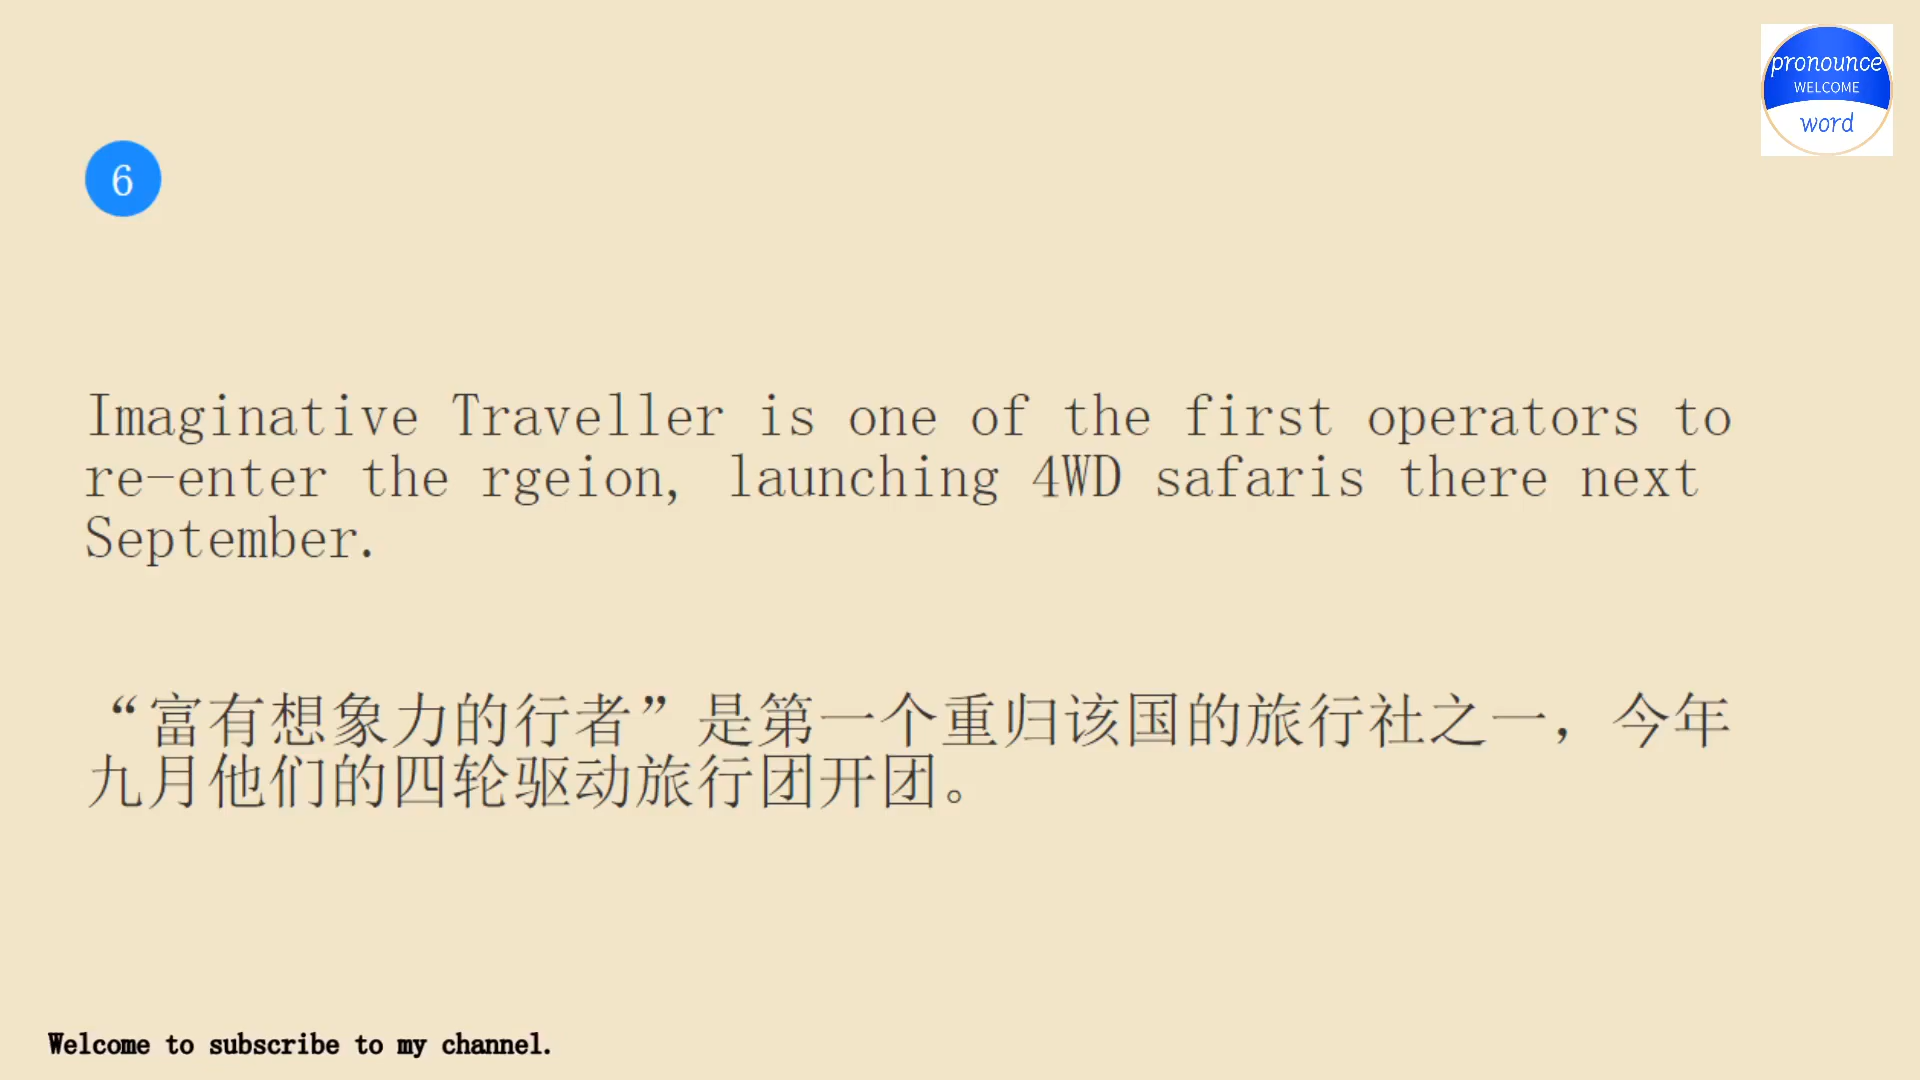 pronounce
WELCOME
word
6
Imaginative Traveller is one of the first operators to
re-enter the rgeion, launching 4WD safaris there next
September.
“富有想象力的行者”是第一个重归该国的旅行社之一，今年
九月他们的四轮驱动旅行团开团。
Welcome to subscribe to my channel.